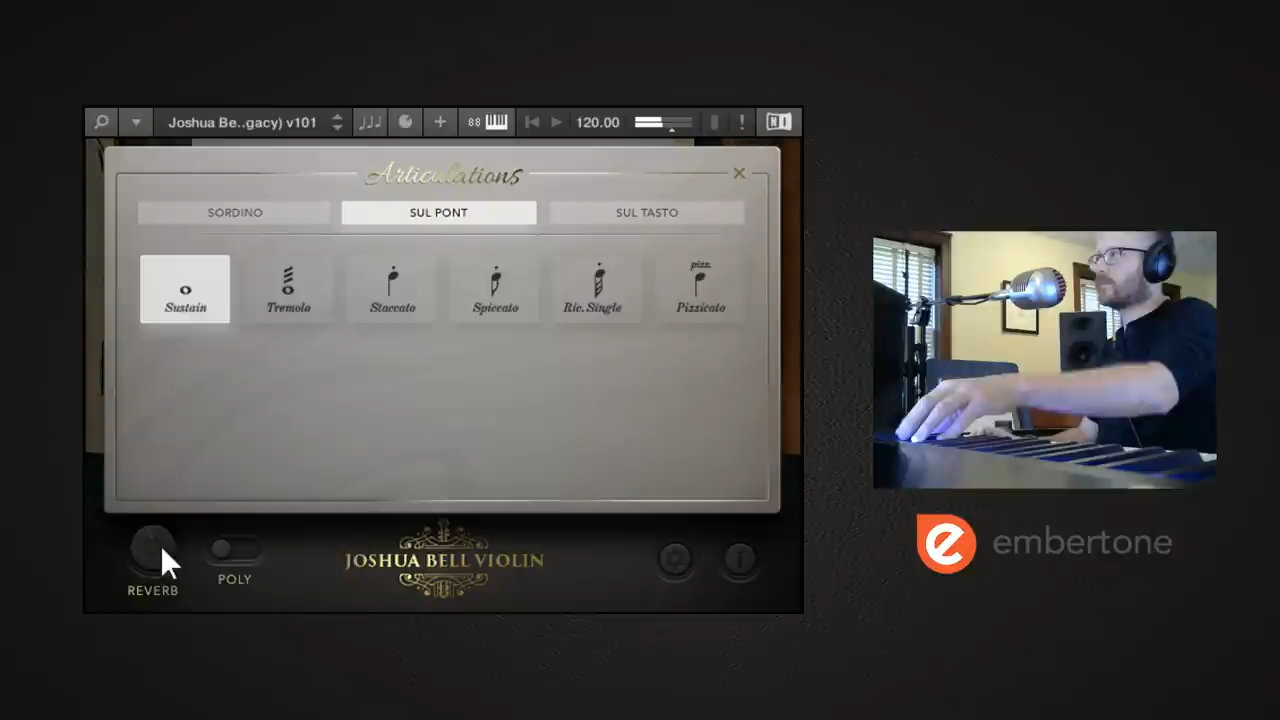 Joshua Be..gacy) v101
88
120.00
!
NI
Articulations
×
SORDINO
SUL PONT
SUL TASTO
Sustain
Tremolo
Staccato
Spiccato
Ric. Single
pizz.
Pizzicato
REVERB
POLY
JOSHUA BELL VIOLIN
e embertone